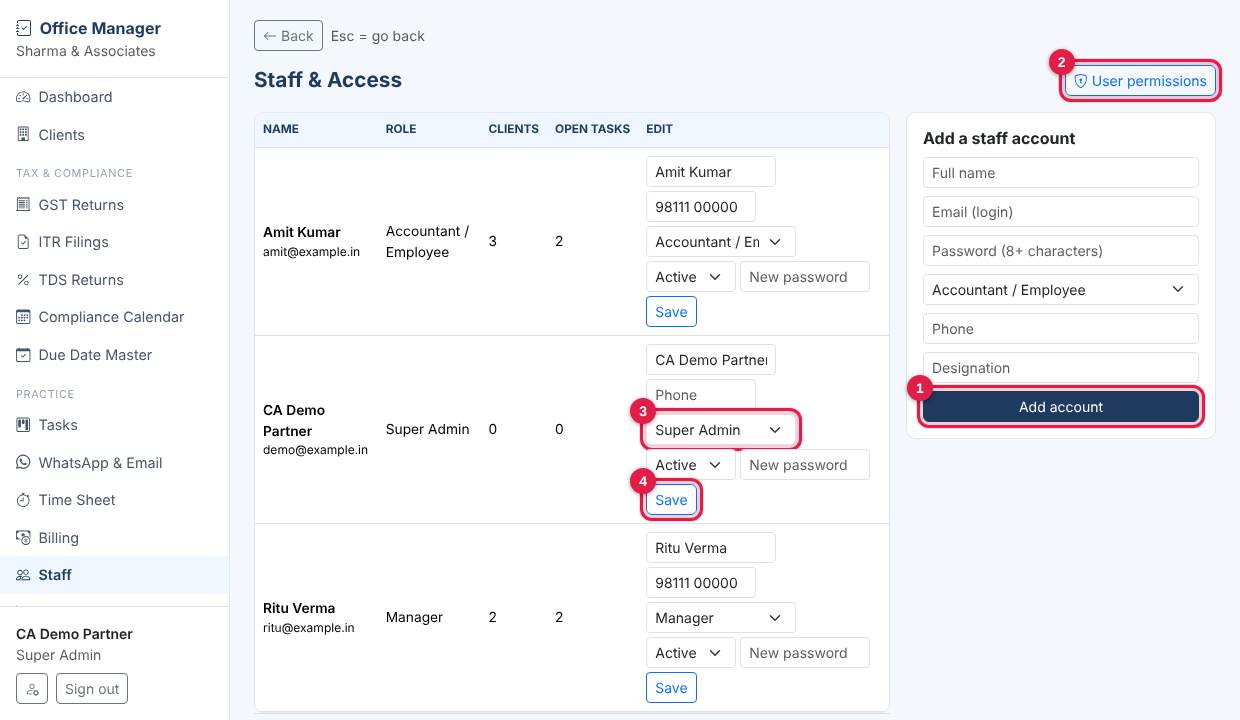 Office Manager
Sharma & Associates
Dashboard
Clients
TAX & COMPLIANCE
GST Returns
ITR Filings
TDS Returns
Compliance Calendar
Due Date Master
PRACTICE
Tasks
WhatsApp & Email
Time Sheet
Billing
Staff
CA Demo Partner
Super Admin
Sign out
← Back Esc = go back
Staff & Access
2
User permissions
NAME ROLE CLIENTS OPEN TASKS EDIT
Amit Kumar
amit@example.in
Accountant /
Employee
3
2
Amit Kumar
98111 00000
Accountant / En
Active New password
Save
CA Demo
Partner
demo@example.in
Super Admin
0
0
CA Demo Partner
Phone
3
Super Admin
Active New password
4
Save
Ritu Verma
ritu@example.in
Manager
2
2
Ritu Verma
98111 00000
Manager
Active New password
Save
Add a staff account
Full name
Email (login)
Password (8+ characters)
Accountant / Employee
Phone
Designation
1
Add account